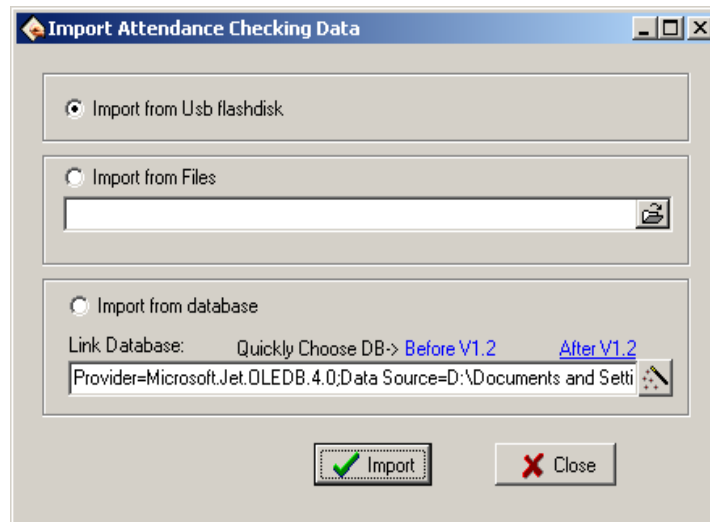 Import Attendance Checking Data
Import from Usb flashdisk
Import from Files
Import from database
Link Database: Quickly Choose DB-> Before V1.2 After V1.2
Provider=Microsoft.Jet.OLEDB.4.0;Data Source=D:\Documents and Setti
Import Close